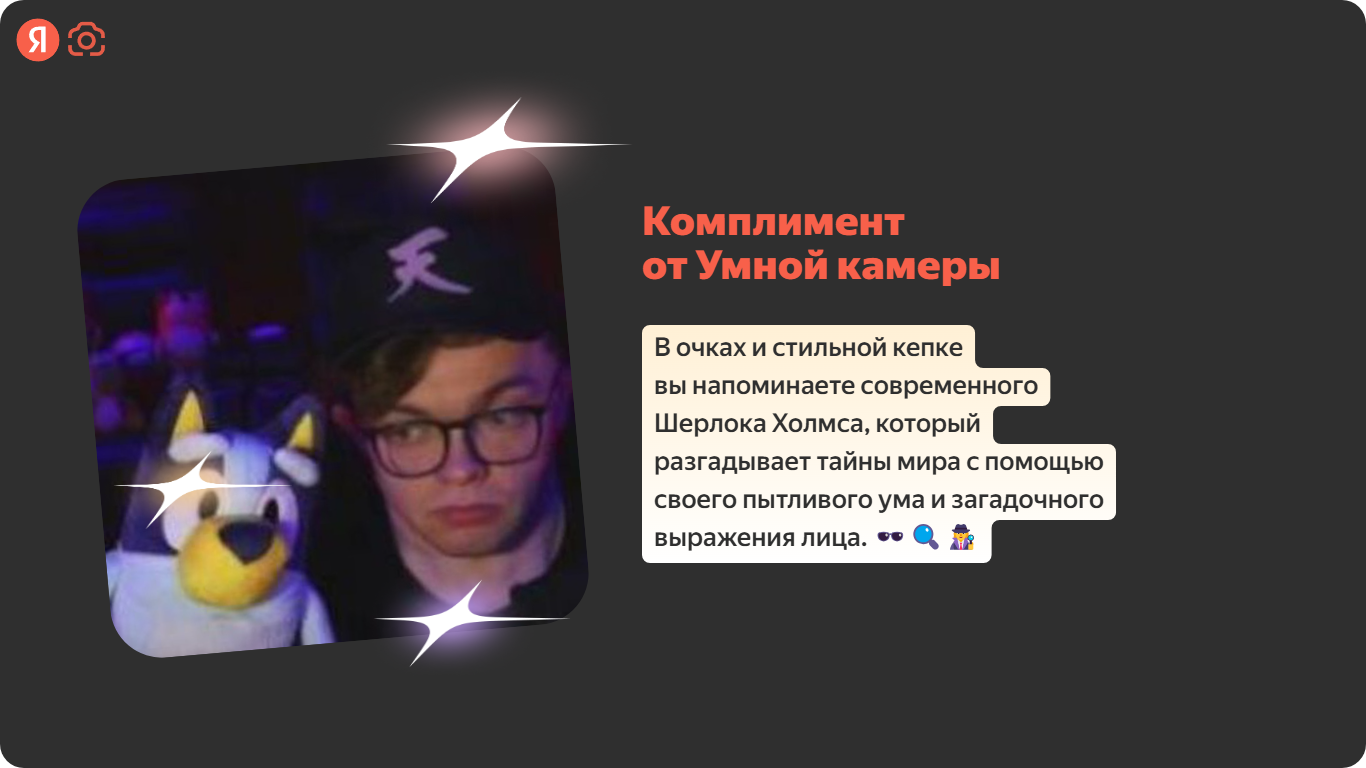 Я
天
Комплимент
от Умной камеры
В очках и стильной кепке
вы напоминаете современного
Шерлока Холмса, который
разгадывает тайны мира с помощью
своего пытливого ума и загадочного
выражения лица. 🕶️ 🔍 🕵️